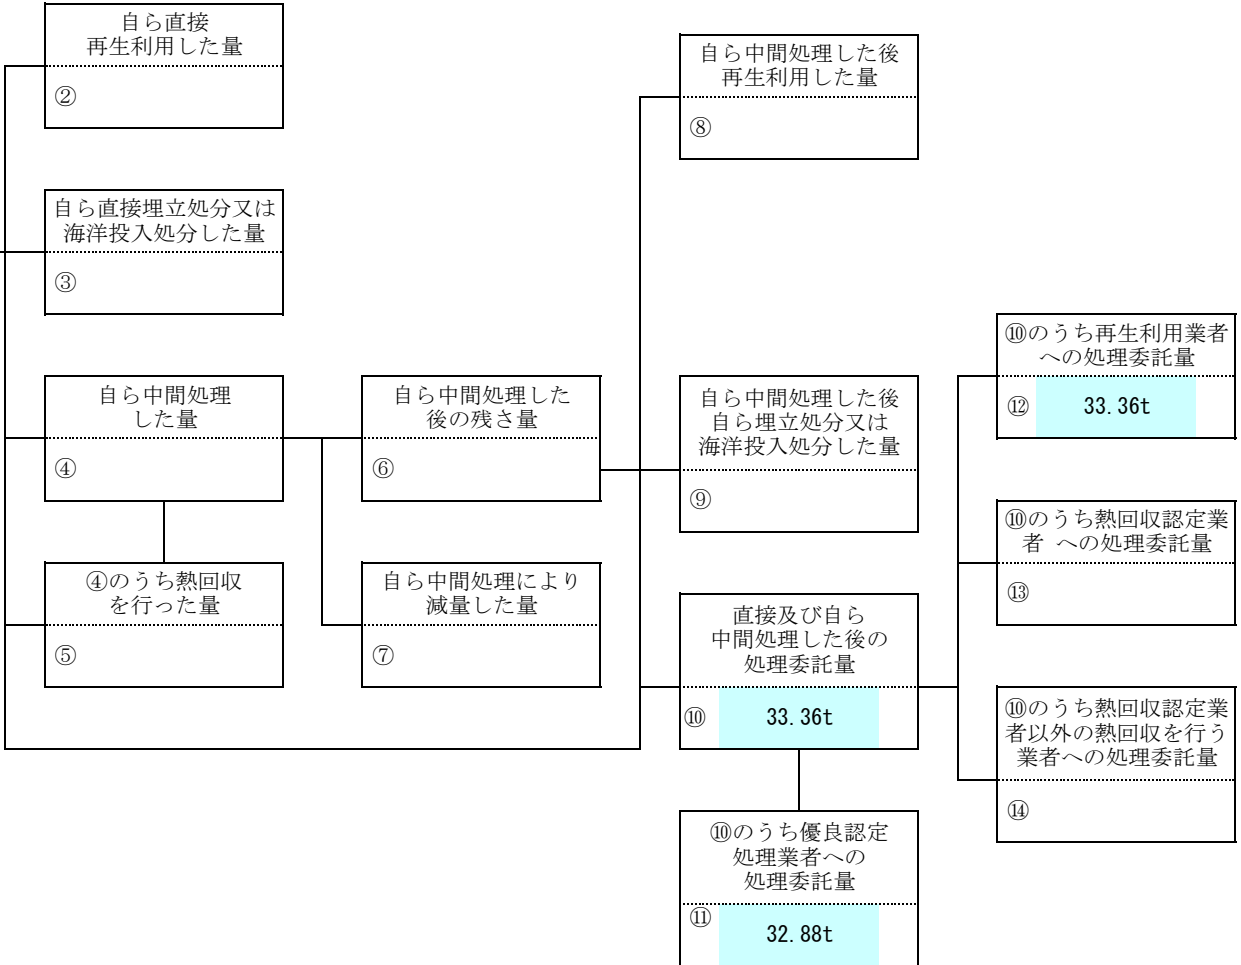 自ら直接
再生利用した量
②
自ら直接埋立処分又は
海洋投入処分した量
③
自ら中間処理
した量
④
④のうち熱回収
を行った量
⑤
自ら中間処理した
後の残さ量
⑥
自ら中間処理により
減量した量
⑦
自ら中間処理した後
再生利用した量
⑧
自ら中間処理した後
自ら埋立処分又は
海洋投入処分した量
⑨
直接及び自ら
中間処理した後の
処理委託量
⑩ 33.36t
⑩のうち優良認定
処理業者への
処理委託量
⑪ 32.88t
⑩のうち再生利用業者
への処理委託量
⑫ 33.36t
⑩のうち熱回収認定業
者 への処理委託量
⑬
⑩のうち熱回収認定業
者以外の熱回収を行う
業者への処理委託量
⑭